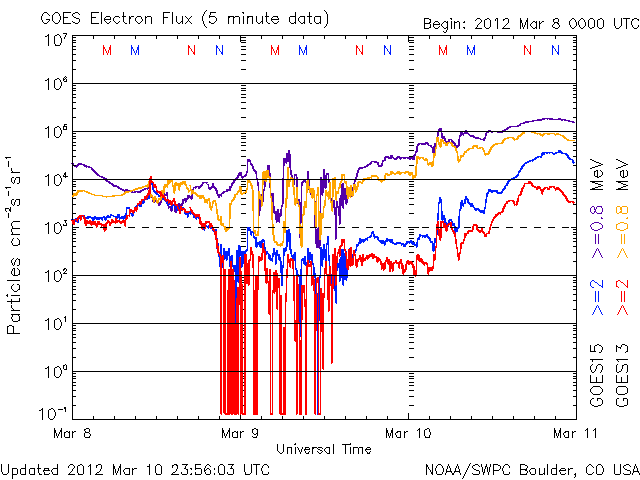 GOES Electron Flux (5 minute data)
Begin: 2012 Mar 8 0000 UTC
10⁷
10⁶
10⁵
10⁴
10³
10²
10¹
10⁰
10⁻¹
Particles cm⁻²s⁻¹sr⁻¹
M M N N M M N N M M N N
Mar 8 Mar 9 Mar 10 Mar 11
Universal Time
GOES15 >=2 >=0.8 MeV
GOES13 >=2 >=0.8 MeV
Updated 2012 Mar 10 23:56:03 UTC
NOAA/SWPC Boulder, CO USA